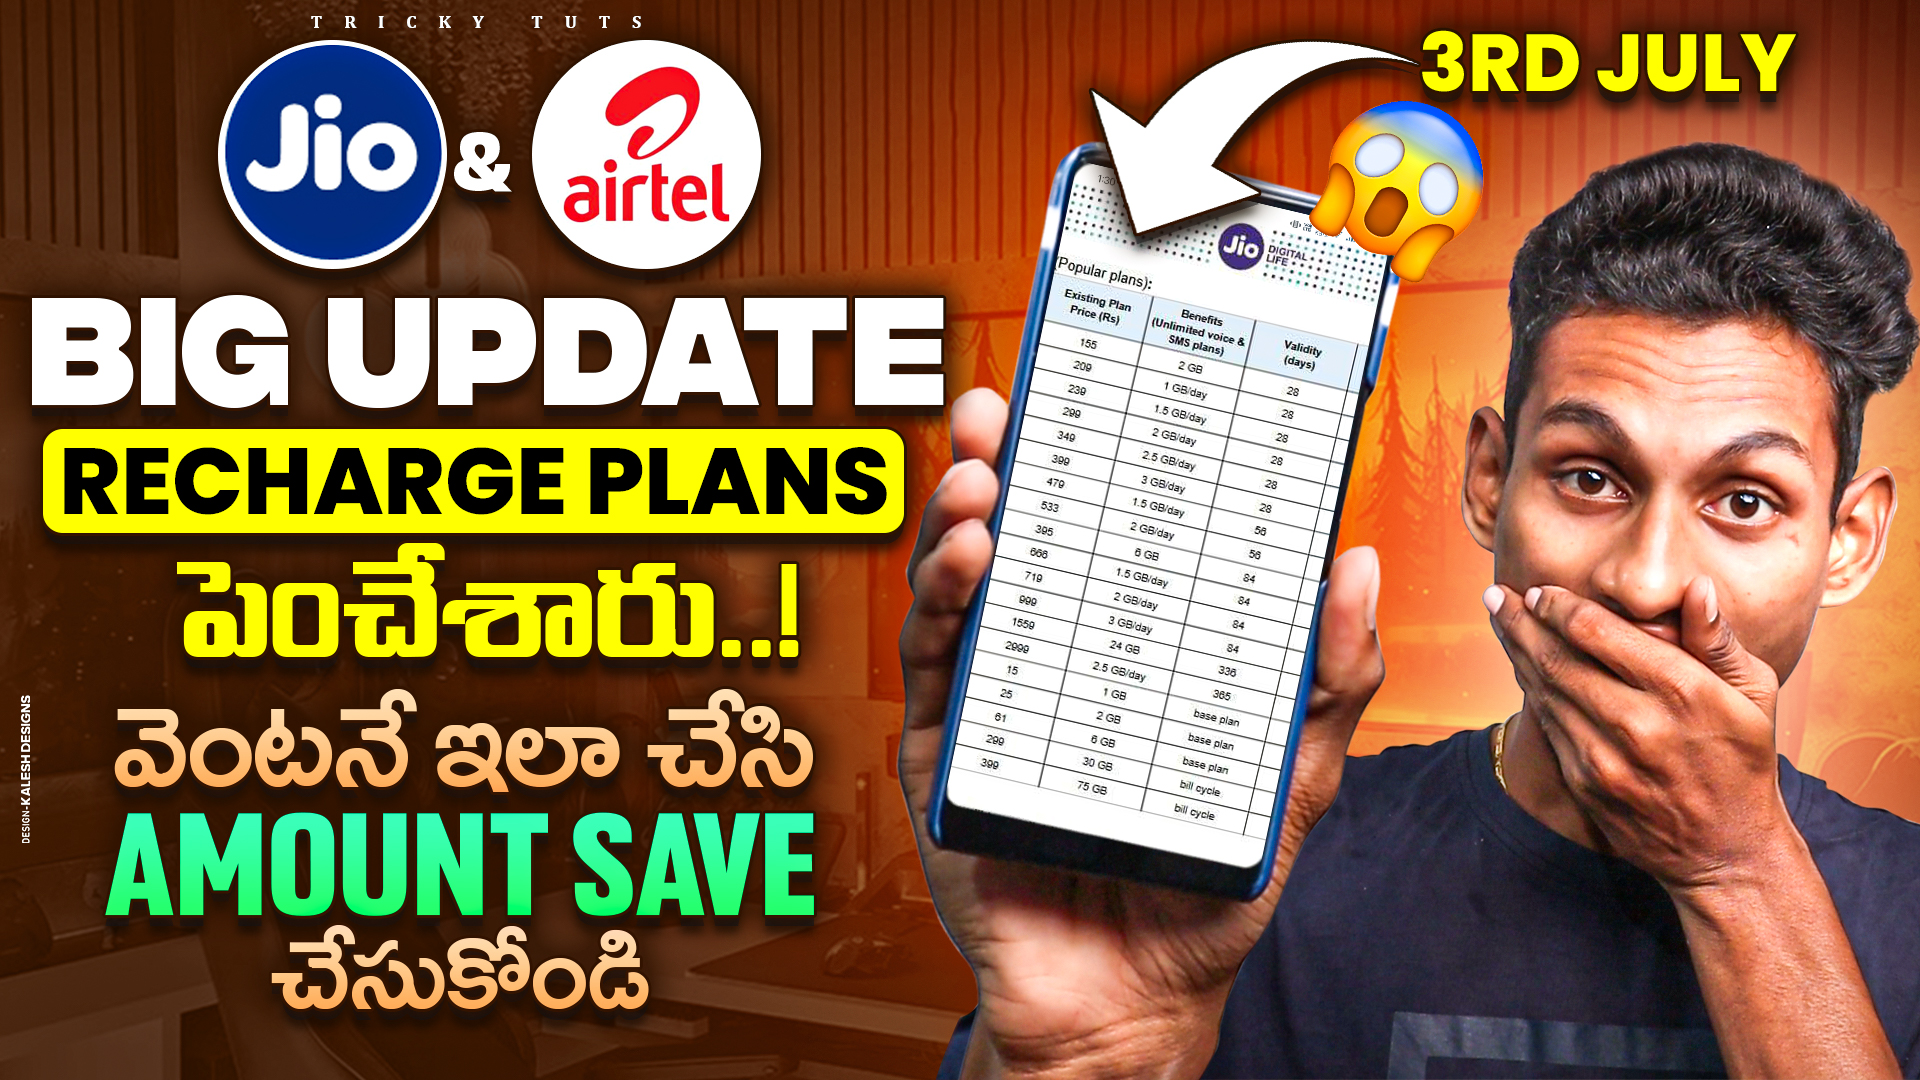 TRICKY TUTS
Jio & airtel
BIG UPDATE
RECHARGE PLANS
పెంచేశారు..!
వెంటనే ఇలా చేసి
AMOUNT SAVE
చేసుకోండి
DESIGN-KALESH DESIGNS
3RD JULY
1:30
Jio DIGITAL LIFE
(Popular plans):
Existing Plan Price (Rs) Benefits (Unlimited voice & SMS plans) Validity (days)
155 2 GB 28
209 1 GB/day 28
239 1.5 GB/day 28
299 2 GB/day 28
349 2.5 GB/day 28
399 3 GB/day 28
479 1.5 GB/day 56
533 2 GB/day 56
395 6 GB 84
666 1.5 GB/day 84
719 2 GB/day 84
999 3 GB/day 84
1559 24 GB 336
2999 2.5 GB/day 365
15 1 GB base plan
25 2 GB base plan
61 6 GB base plan
299 30 GB bill cycle
399 75 GB bill cycle